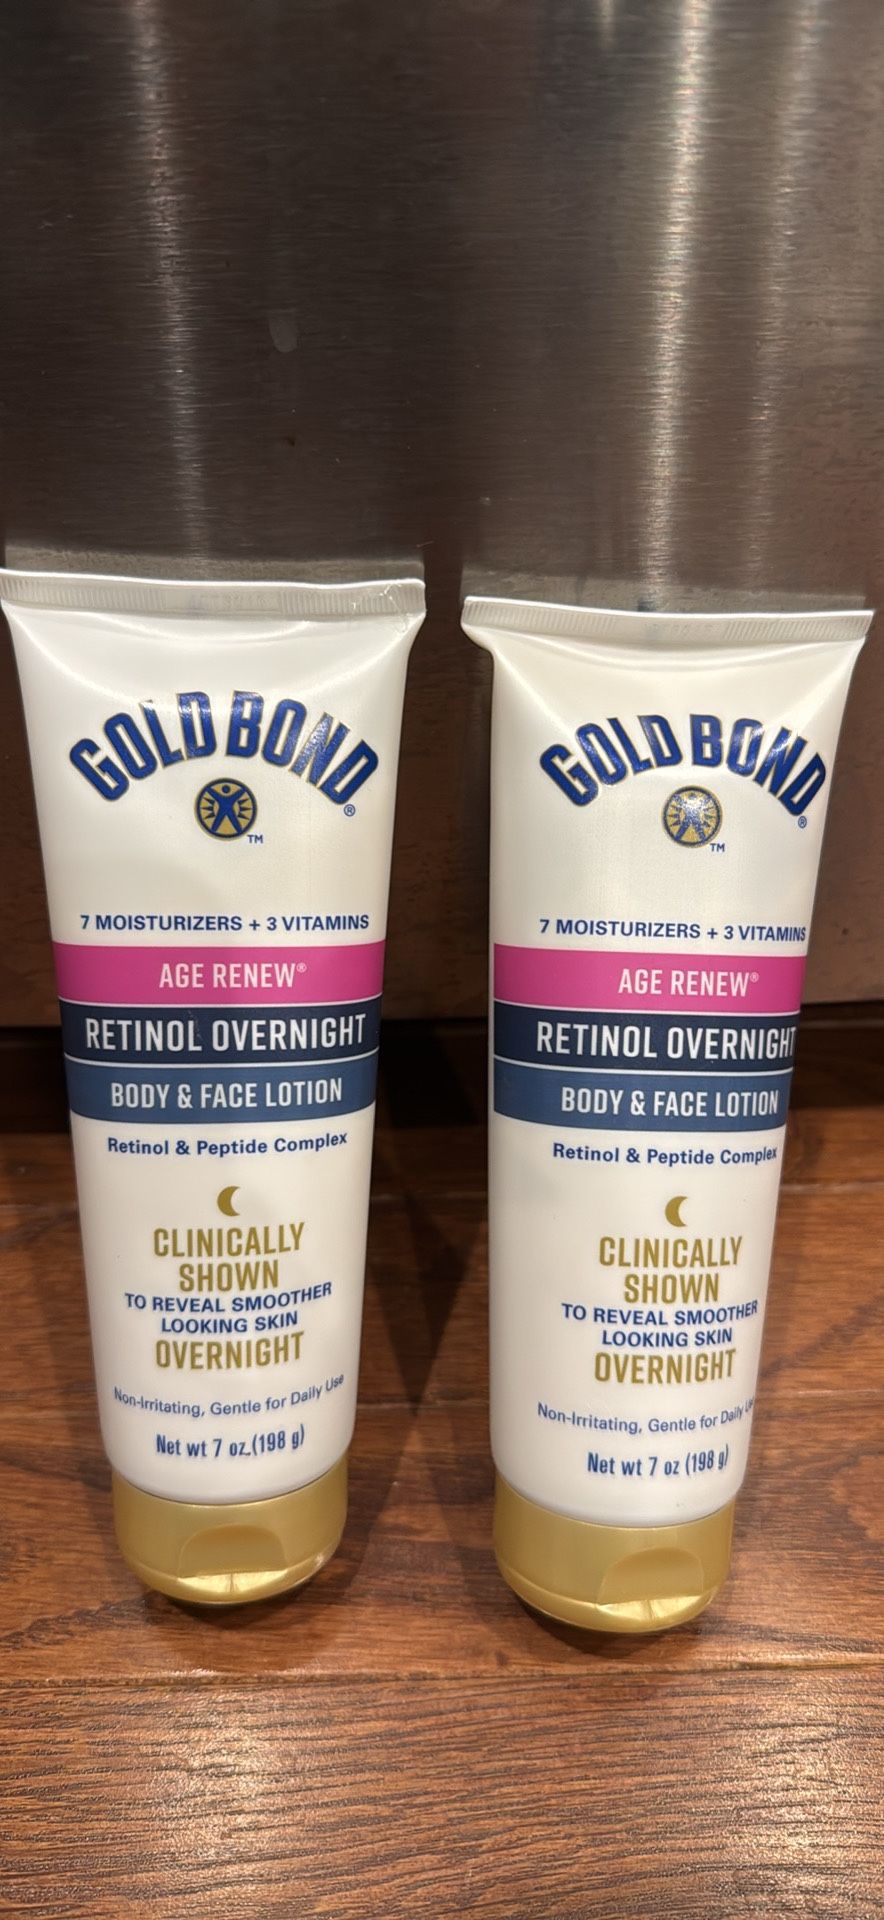 GOLD BOND®
TM
7 MOISTURIZERS + 3 VITAMINS
AGE RENEW®
RETINOL OVERNIGHT
BODY & FACE LOTION
Retinol & Peptide Complex
CLINICALLY
SHOWN
TO REVEAL SMOOTHER
LOOKING SKIN
OVERNIGHT
Non-Irritating, Gentle for Daily Use
Net wt 7 oz (198 g)
GOLD BOND®
TM
7 MOISTURIZERS + 3 VITAMINS
AGE RENEW®
RETINOL OVERNIGHT
BODY & FACE LOTION
Retinol & Peptide Complex
CLINICALLY
SHOWN
TO REVEAL SMOOTHER
LOOKING SKIN
OVERNIGHT
Non-Irritating, Gentle for Daily Use
Net wt 7 oz (198 g)